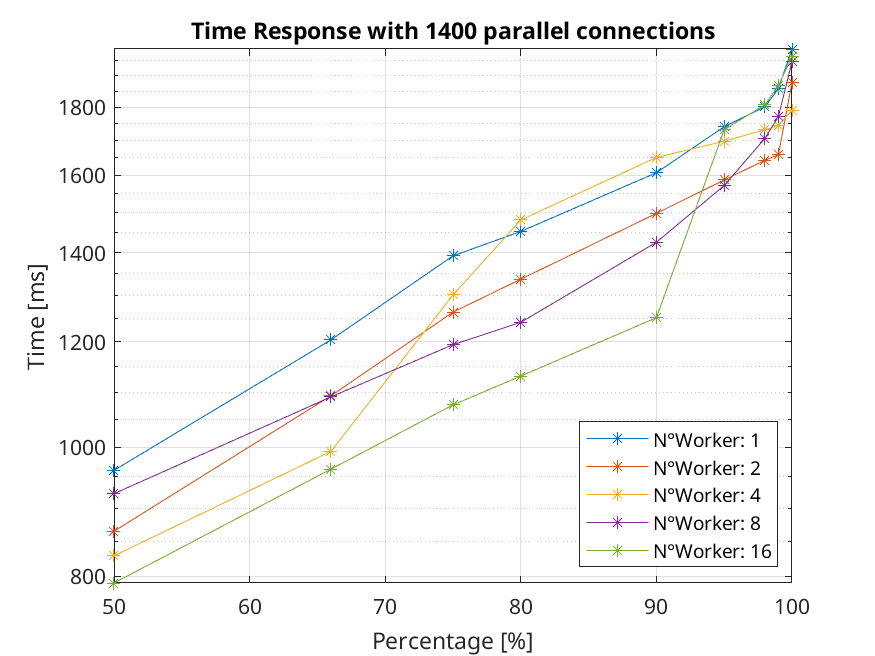 Time Response with 1400 parallel connections
Time [ms]
1800
1600
1400
1200
1000
800
50
60
70
80
90
100
Percentage [%]
N°Worker: 1
N°Worker: 2
N°Worker: 4
N°Worker: 8
N°Worker: 16